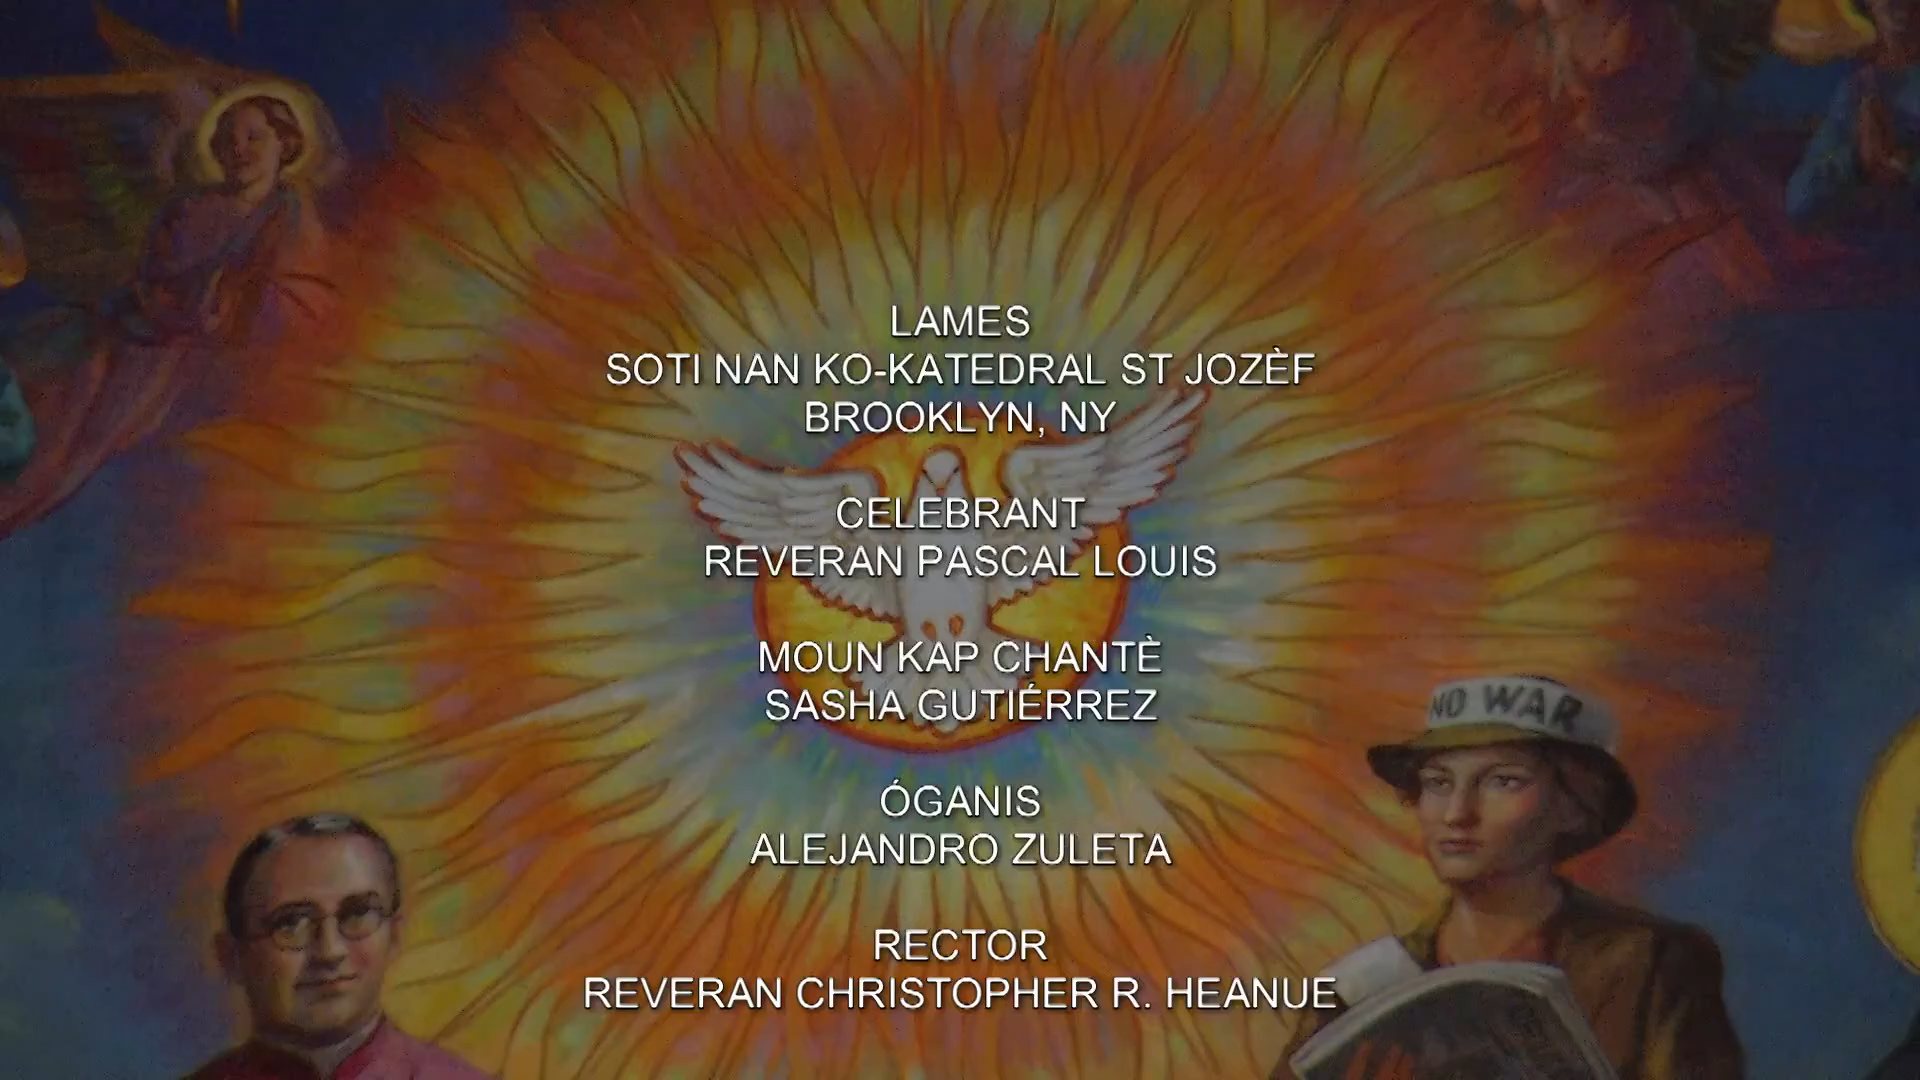 LAMES
SOTI NAN KO-KATEDRAL ST JOZÈF
BROOKLYN, NY
CELEBRANT
REVERAN PASCAL LOUIS
MOUN KAP CHANTÈ
SASHA GUTIÉRREZ
NO WAR
ÓGANIS
ALEJANDRO ZULETA
RECTOR
REVERAN CHRISTOPHER R. HEANUE